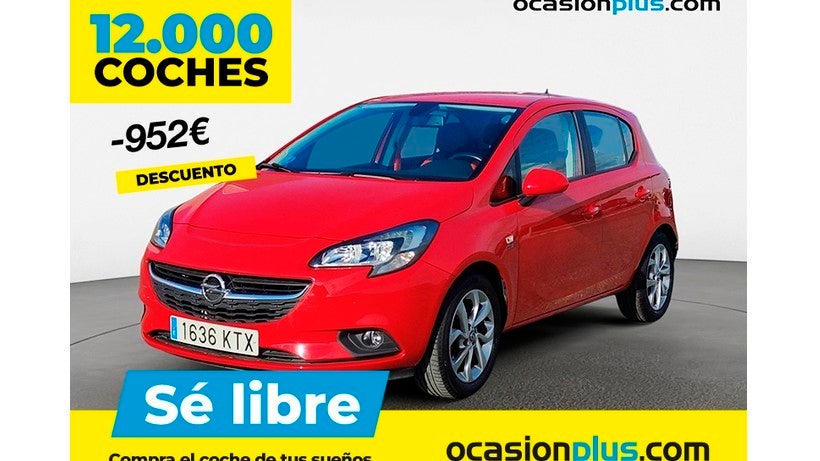 ocasionplus.com
12.000
COCHES
-952€
DESCUENTO
1636 KTX
Sé libre
Compra el coche de tus sueños
ocasionplus.com